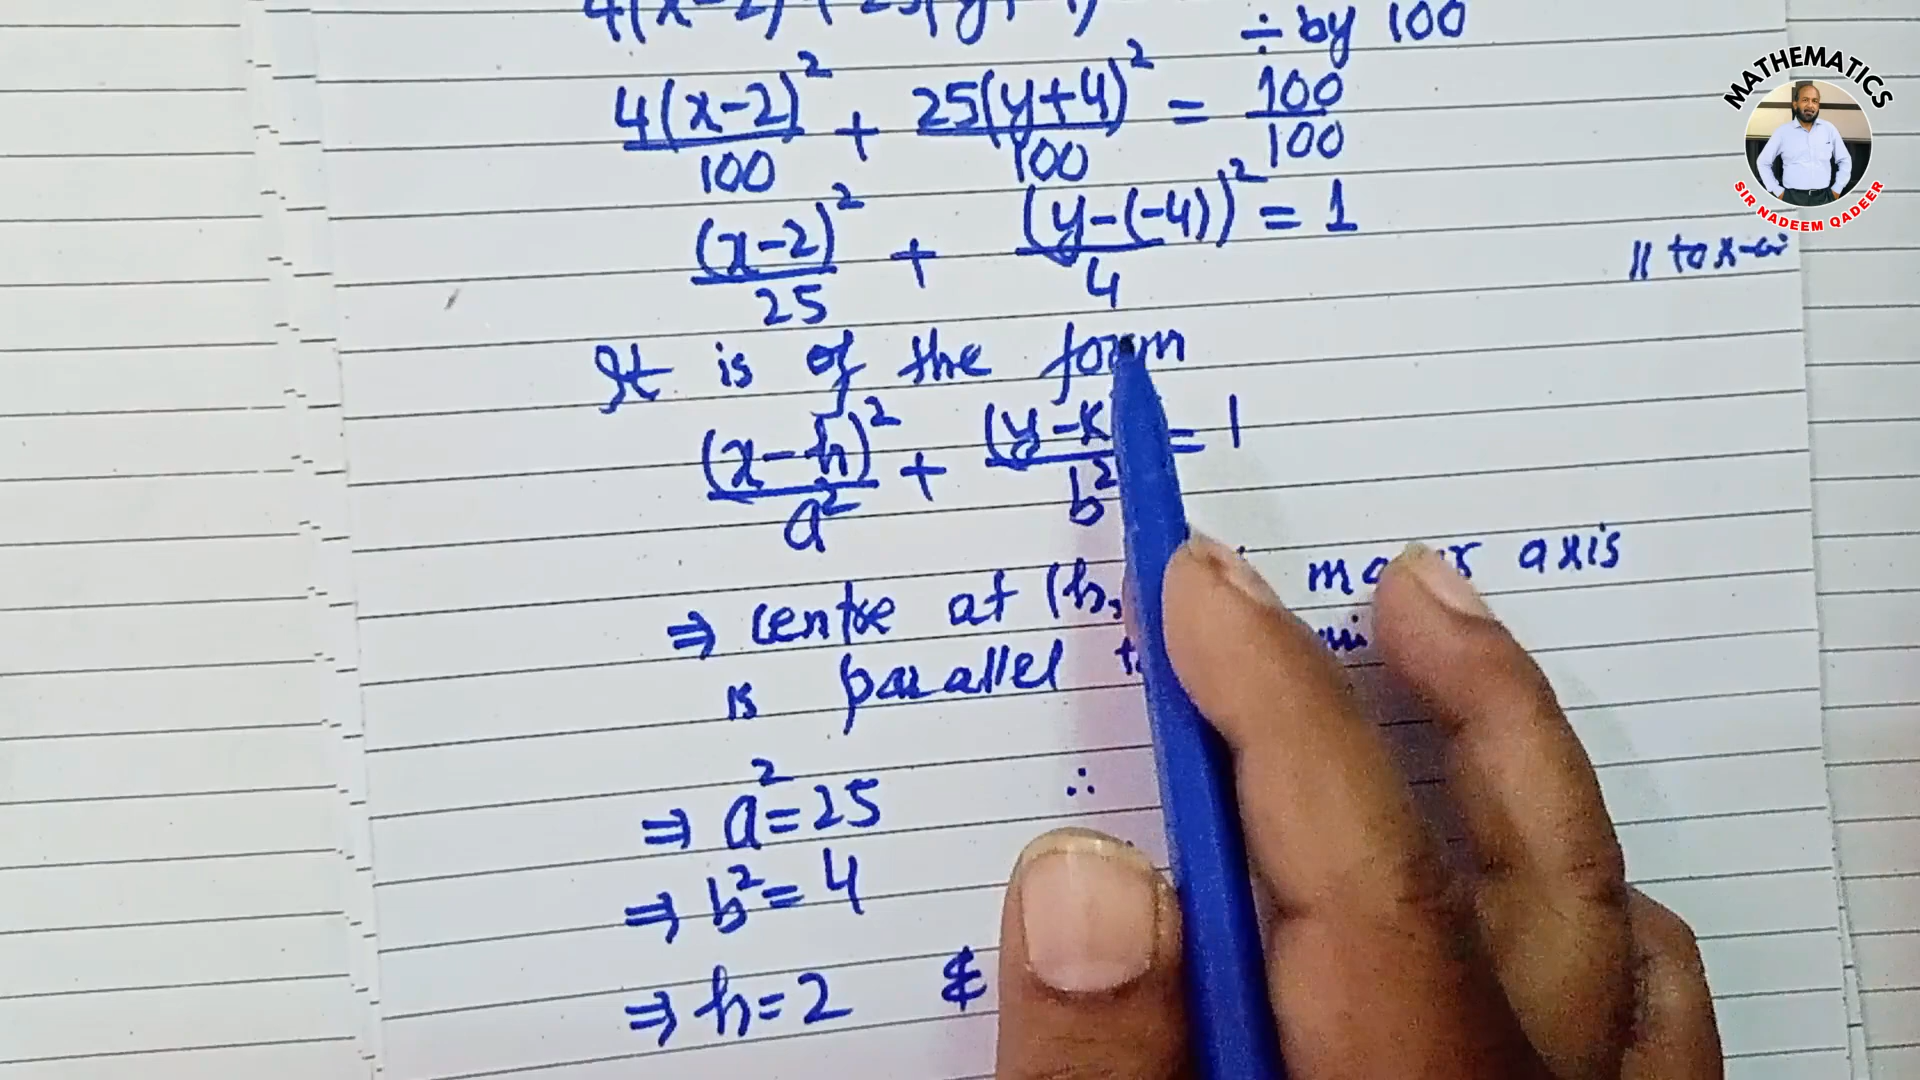 ÷ by 100
4(x-2)²/100 + 25(y+4)²/100 = 100/100
(x-2)²/25 + (y-(-4))²/4 = 1
|| to x-
It is of the form
(x-h)²/a² + (y-k)/b² = 1
⇒ centre at (h, axis
is parallel
⇒ a² = 25 ∴
⇒ b² = 4
⇒ h = 2 &
MATHEMATICS
SIR NADEEM QADEER